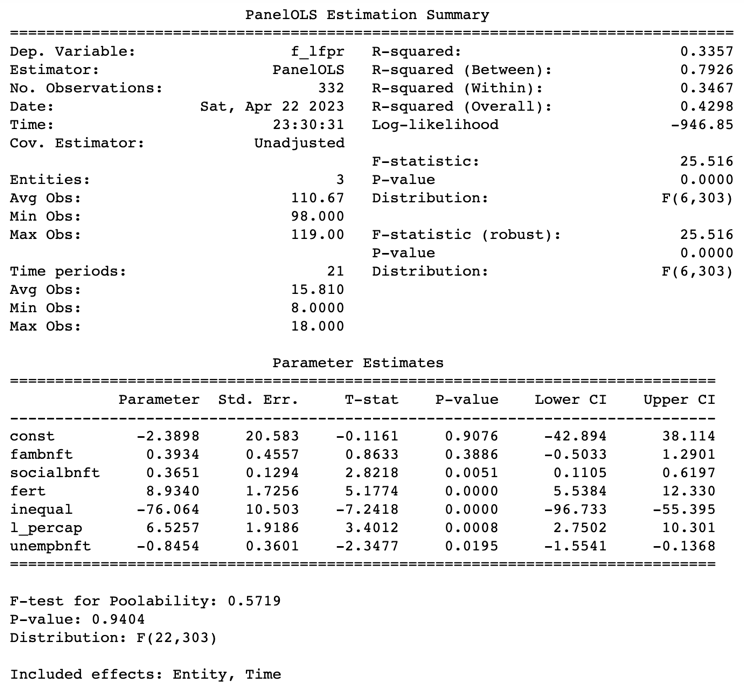 PanelOLS Estimation Summary
================================================================================
Dep. Variable:                 f_lfpr   R-squared:                        0.3357
Estimator:                   PanelOLS   R-squared (Between):              0.7926
No. Observations:                 332   R-squared (Within):               0.3467
Date:                Sat, Apr 22 2023   R-squared (Overall):              0.4298
Time:                        23:30:31   Log-likelihood                   -946.85
Cov. Estimator:            Unadjusted
                                        F-statistic:                      25.516
Entities:                           3   P-value                           0.0000
Avg Obs:                       110.67   Distribution:                   F(6,303)
Min Obs:                       98.000
Max Obs:                       119.00   F-statistic (robust):             25.516
                                        P-value                           0.0000
Time periods:                      21   Distribution:                   F(6,303)
Avg Obs:                       15.810
Min Obs:                       8.0000
Max Obs:                       18.000
                             Parameter Estimates
==============================================================================
            Parameter  Std. Err.     T-stat    P-value    Lower CI    Upper CI
------------------------------------------------------------------------------
const         -2.3898     20.583    -0.1161     0.9076     -42.894      38.114
fambnft        0.3934     0.4557     0.8633     0.3886     -0.5033      1.2901
socialbnft     0.3651     0.1294     2.8218     0.0051      0.1105      0.6197
fert           8.9340     1.7256     5.1774     0.0000      5.5384      12.330
inequal       -76.064     10.503    -7.2418     0.0000     -96.733     -55.395
l_percap       6.5257     1.9186     3.4012     0.0008      2.7502      10.301
unempbnft     -0.8454     0.3601    -2.3477     0.0195     -1.5541     -0.1368
==============================================================================
F-test for Poolability: 0.5719
P-value: 0.9404
Distribution: F(22,303)
Included effects: Entity, Time